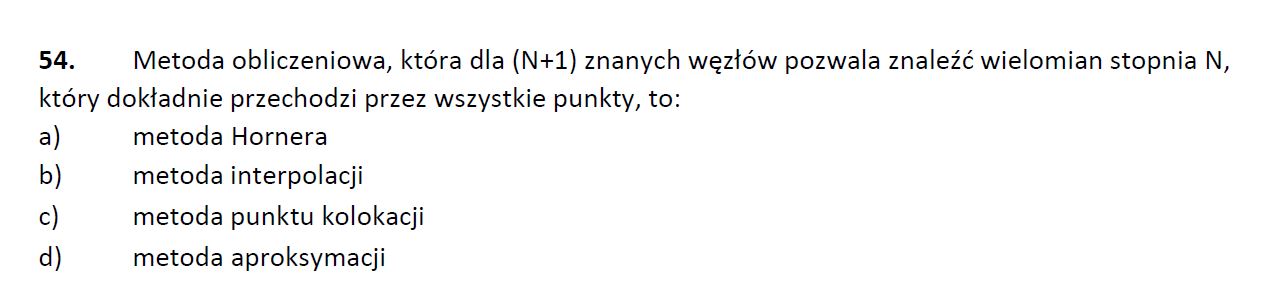 54. Metoda obliczeniowa, która dla (N+1) znanych węzłów pozwala znaleźć wielomian stopnia N,
który dokładnie przechodzi przez wszystkie punkty, to:
a) metoda Hornera
b) metoda interpolacji
c) metoda punktu kolokacji
d) metoda aproksymacji